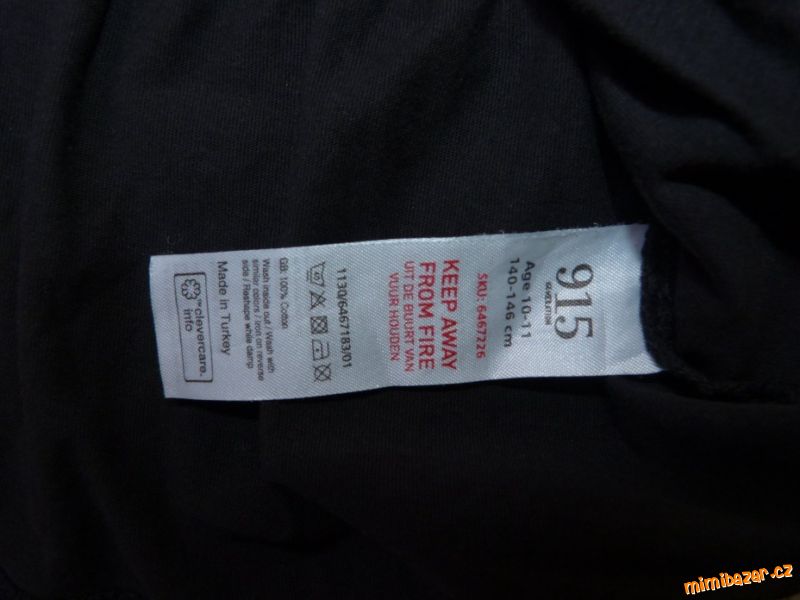 915
GENERATION
Age 10-11
140-146 cm
SKU: 6467226
KEEP AWAY
FROM FIRE
UIT DE BUURT VAN
VUUR HOUDEN
1130/6467183/01
GB: 100% Cotton
Wash inside out / Wash with
similar colors / Iron on reverse
side / Reshape while damp
Made in Turkey
™clevercare.
info
mimibazar.cz